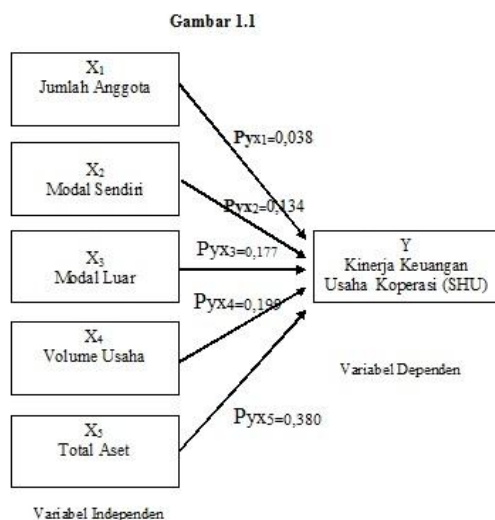 Gambar 1.1
X1
Jumlah Anggota
Pyx1=0,038
X2
Modal Sendiri
Pyx2=0,134
X3
Modal Luar
Pyx3=0,177
Y
Kinerja Keuangan
Usaha Koperasi (SHU)
Pyx4=0,199
X4
Volume Usaha
Variabel Dependen
Pyx5=0,380
X5
Total Aset
Variabel Independen